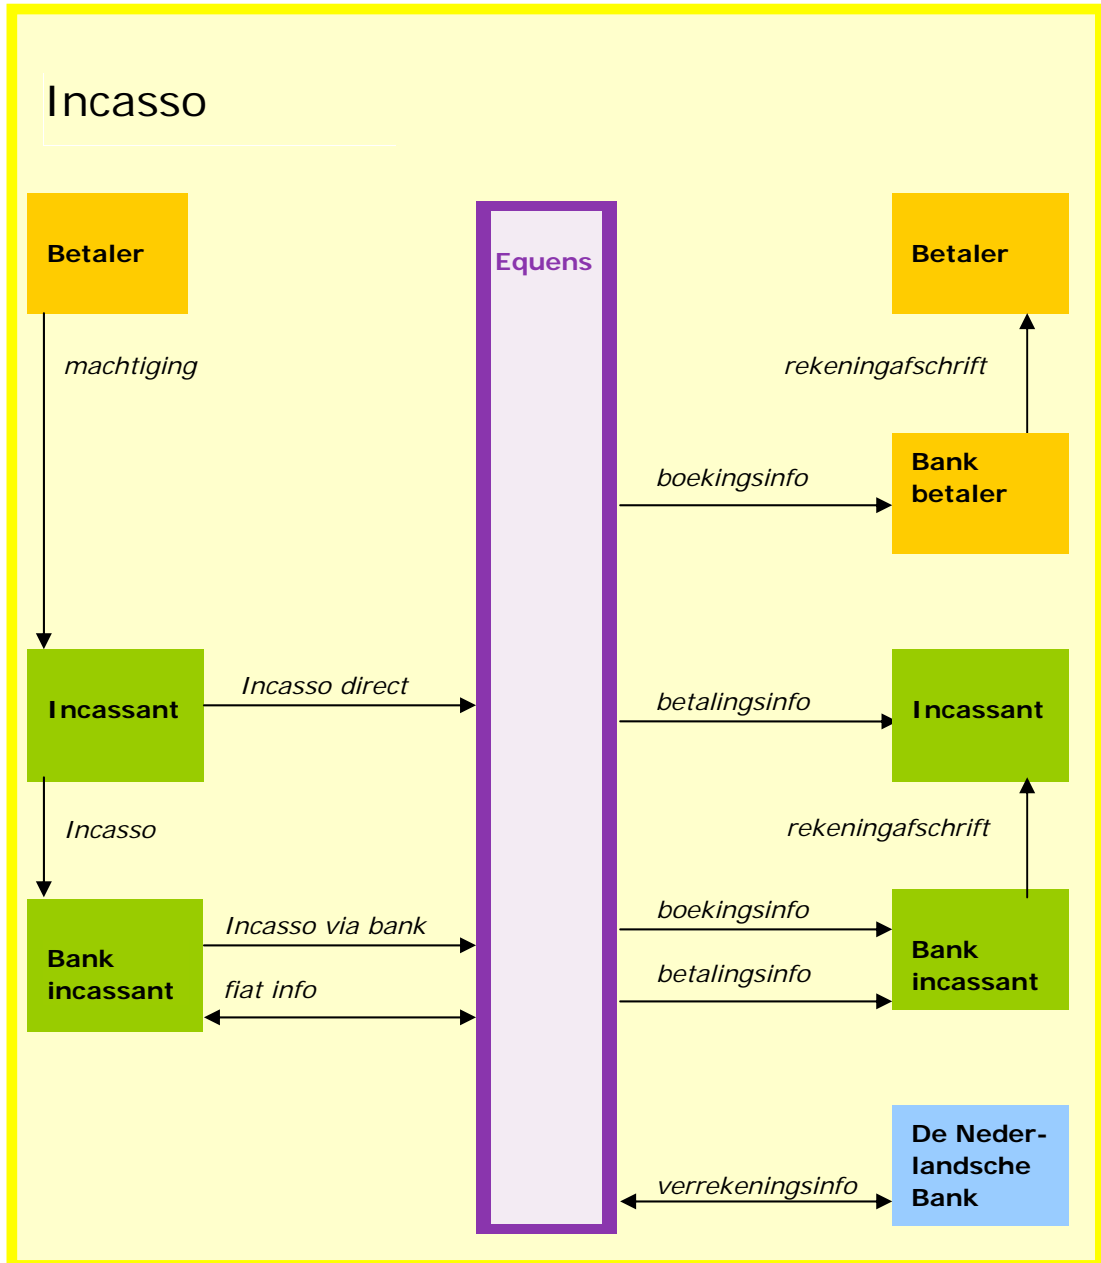 Incasso
Betaler
Equens
Betaler
machtiging
rekeningafschrift
Bank
betaler
boekingsinfo
Incassant
Incasso direct
betalingsinfo
Incassant
Incasso
rekeningafschrift
Bank
incassant
Incasso via bank
fiat info
boekingsinfo
betalingsinfo
Bank
incassant
De Neder-
landsche
Bank
verrekeningsinfo